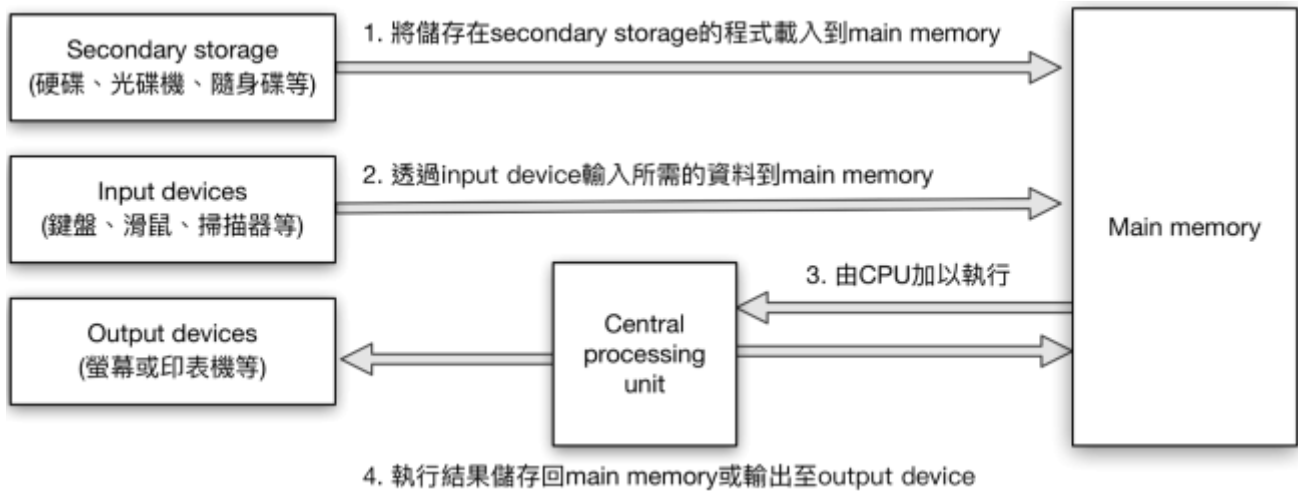 Secondary storage
(硬碟、光碟機、隨身碟等)
1. 將儲存在secondary storage的程式載入到main memory
Input devices
(鍵盤、滑鼠、掃描器等)
2. 透過input device輸入所需的資料到main memory
Main memory
3. 由CPU加以執行
Output devices
(螢幕或印表機等)
Central
processing
unit
4. 執行結果儲存回main memory或輸出至output device